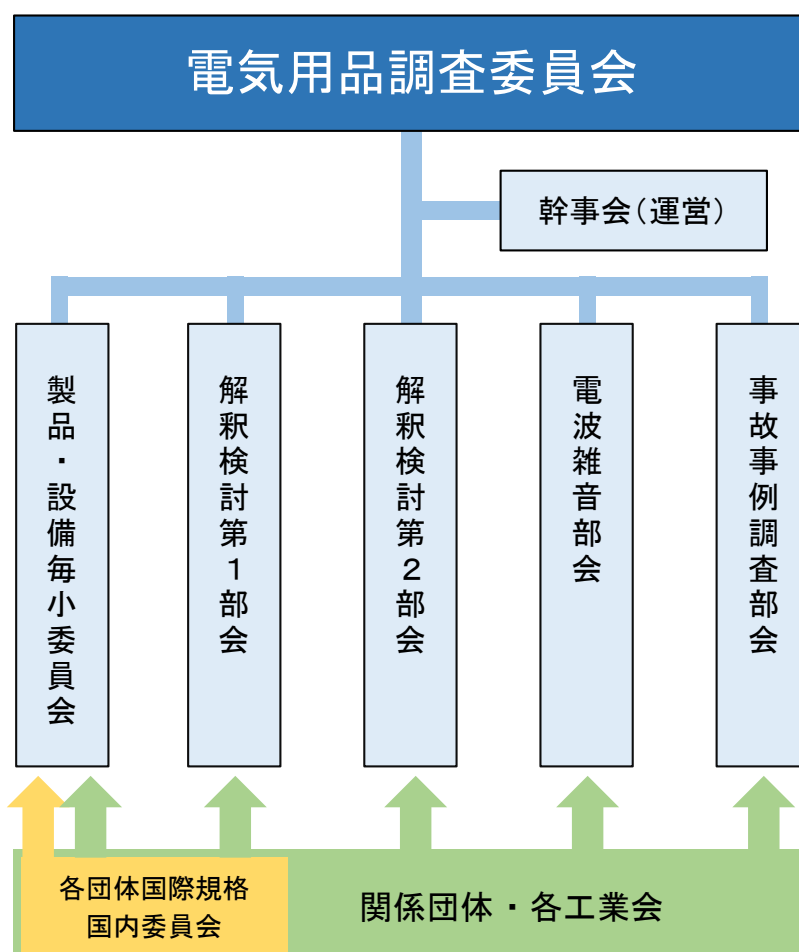 電気用品調査委員会
幹事会（運営）
製品・設備毎小委員会
解釈検討第１部会
解釈検討第２部会
電波雑音部会
事故事例調査部会
各団体国際規格
国内委員会
関係団体・各工業会